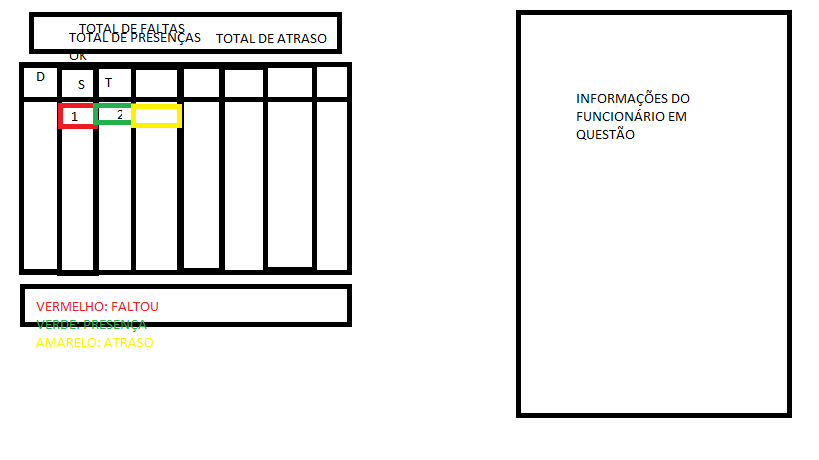 TOTAL DE FALTAS
TOTAL DE PRESENÇAS
TOTAL DE ATRASO
OK
D
S
T
1
2
VERMELHO: FALTOU
VERDE: PRESENÇA
AMARELO: ATRASO
INFORMAÇÕES DO
FUNCIONÁRIO EM
QUESTÃO